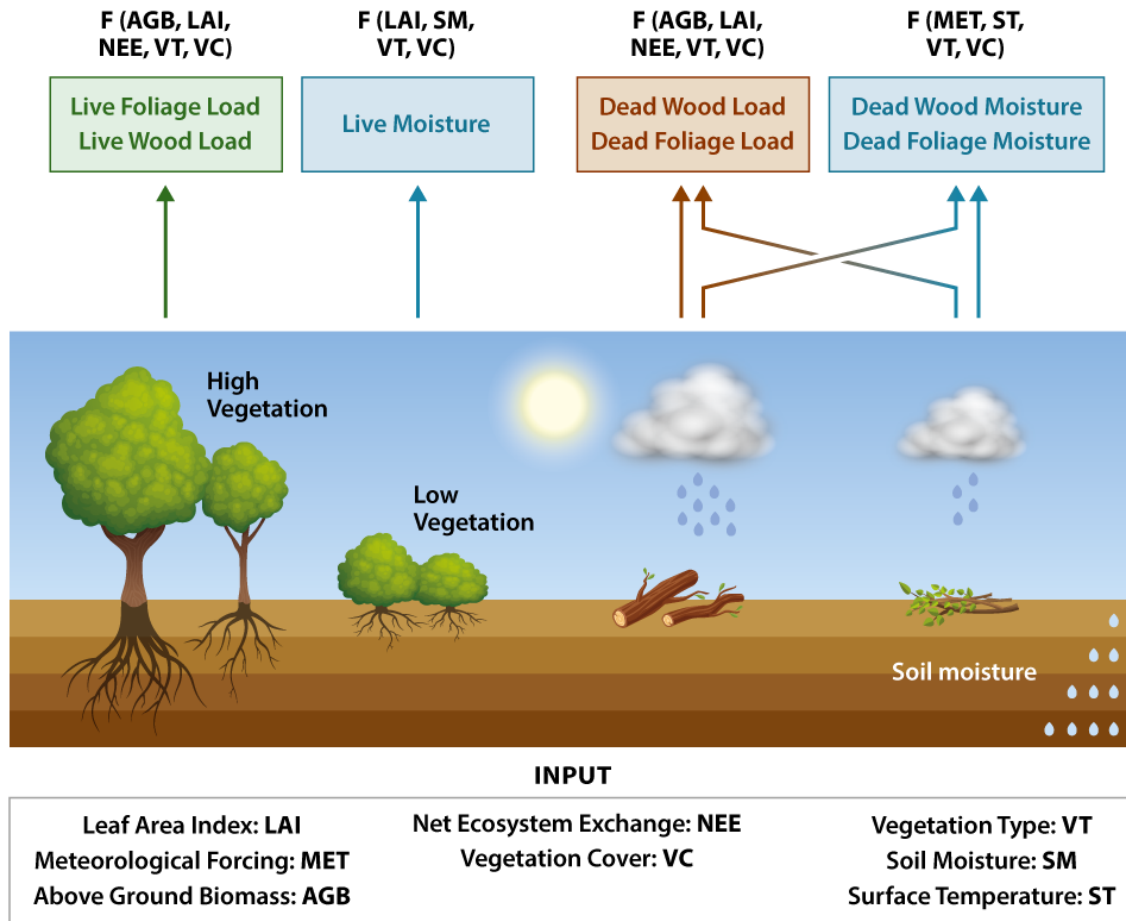 F (AGB, LAI,
NEE, VT, VC)
F (LAI, SM,
VT, VC)
F (AGB, LAI,
NEE, VT, VC)
F (MET, ST,
VT, VC)
Live Foliage Load
Live Wood Load
Live Moisture
Dead Wood Load
Dead Foliage Load
Dead Wood Moisture
Dead Foliage Moisture
High
Vegetation
Low
Vegetation
Soil moisture
INPUT
Leaf Area Index: LAI
Meteorological Forcing: MET
Above Ground Biomass: AGB
Net Ecosystem Exchange: NEE
Vegetation Cover: VC
Vegetation Type: VT
Soil Moisture: SM
Surface Temperature: ST